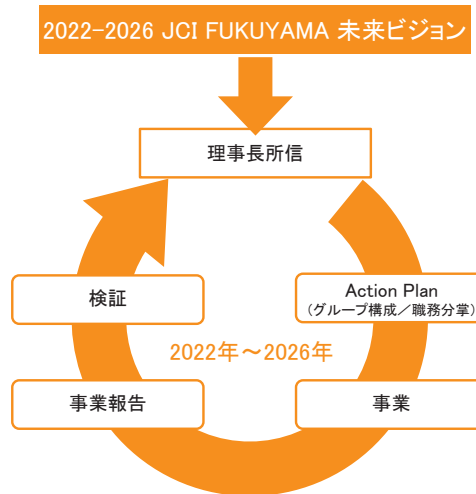 2022-2026 JCI FUKUYAMA 未来ビジョン
理事長所信
検証
Action Plan
(グループ構成／職務分掌)
2022年～2026年
事業報告
事業